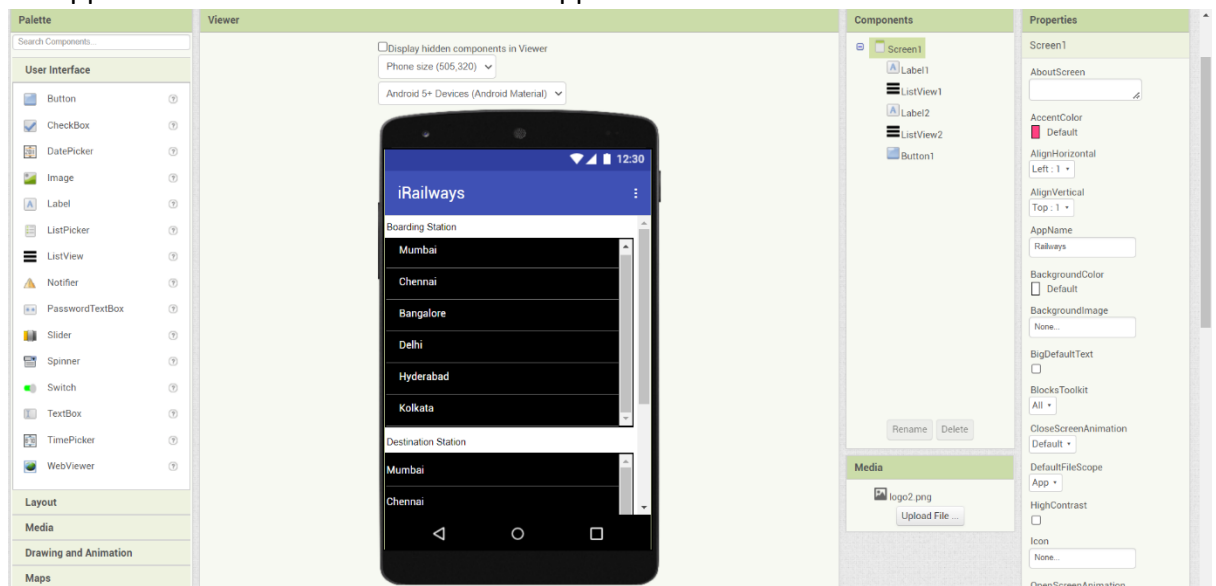 Palette
Search Components...
User Interface
Button
CheckBox
DatePicker
Image
Label
ListPicker
ListView
Notifier
PasswordTextBox
Slider
Spinner
Switch
TextBox
TimePicker
WebViewer
Layout
Media
Drawing and Animation
Maps
Viewer
Display hidden components in Viewer
Phone size (505,320)
Android 5+ Devices (Android Material)
12:30
iRailways
Boarding Station
Mumbai
Chennai
Bangalore
Delhi
Hyderabad
Kolkata
Destination Station
Mumbai
Chennai
Components
Screen1
Label1
ListView1
Label2
ListView2
Button1
Rename Delete
Media
logo2.png
Upload File ...
Properties
Screen1
AboutScreen
AccentColor
Default
AlignHorizontal
Left : 1
AlignVertical
Top : 1
AppName
Railways
BackgroundColor
Default
BackgroundImage
None...
BigDefaultText
BlocksToolkit
All
CloseScreenAnimation
Default
DefaultFileScope
App
HighContrast
Icon
None...
OpenScreenAnimation